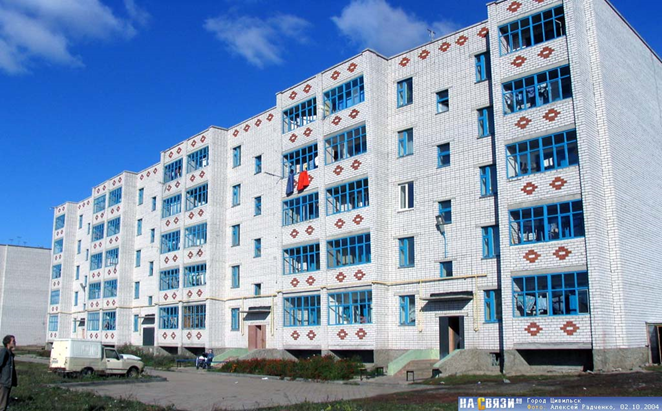 НА СВЯЗИ
Город Цивильск
Фото: Алексей Радченко, 02.10.2004